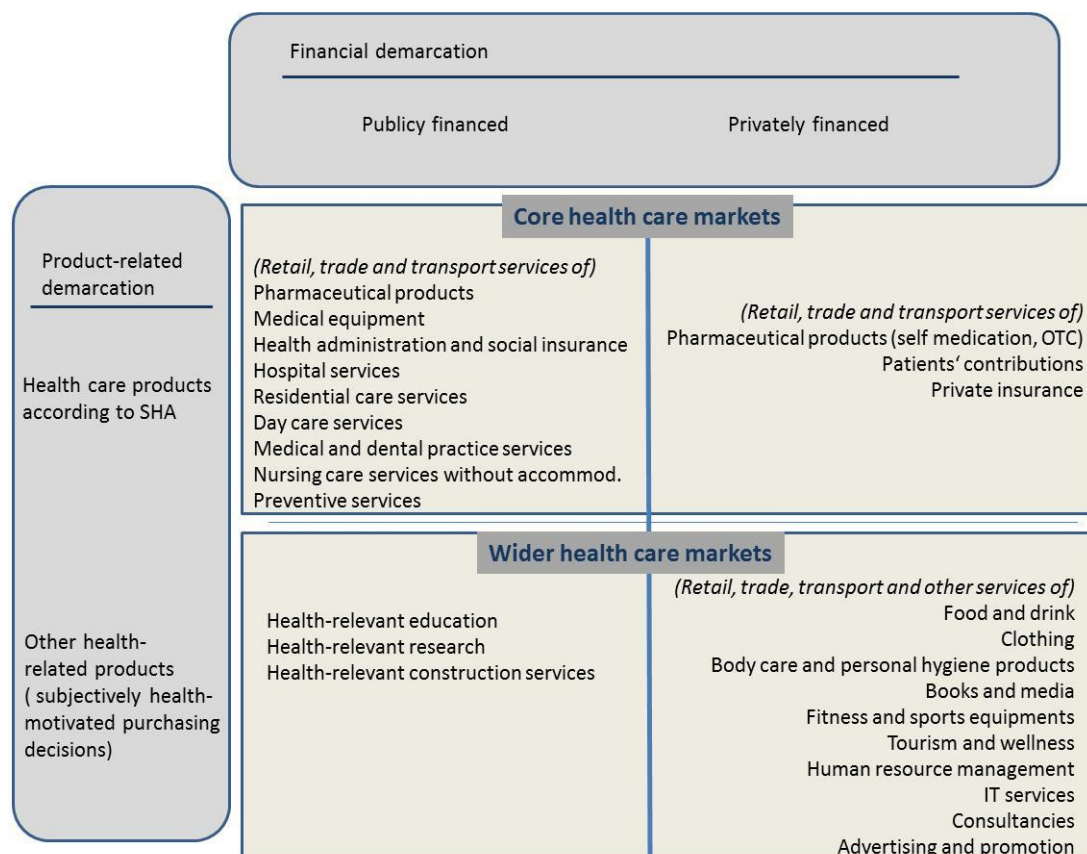 Financial demarcation
Publicy financed
Privately financed
Product-related
demarcation
Health care products
according to SHA
Other health-
related products
( subjectively health-
motivated purchasing
decisions)
Core health care markets
(Retail, trade and transport services of)
Pharmaceutical products
Medical equipment
Health administration and social insurance
Hospital services
Residential care services
Day care services
Medical and dental practice services
Nursing care services without accommod.
Preventive services
(Retail, trade and transport services of)
Pharmaceutical products (self medication, OTC)
Patients‘ contributions
Private insurance
Wider health care markets
Health-relevant education
Health-relevant research
Health-relevant construction services
(Retail, trade, transport and other services of)
Food and drink
Clothing
Body care and personal hygiene products
Books and media
Fitness and sports equipments
Tourism and wellness
Human resource management
IT services
Consultancies
Advertising and promotion